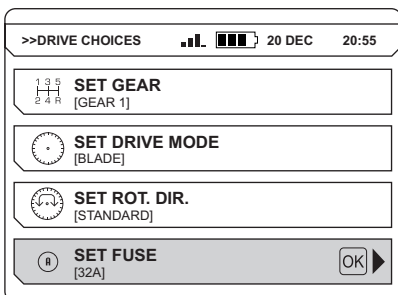 >>DRIVE CHOICES 20 DEC 20:55
1 3 5
2 4 R
SET GEAR
[GEAR 1]
SET DRIVE MODE
[BLADE]
SET ROT. DIR.
[STANDARD]
A
SET FUSE
[32A]
OK